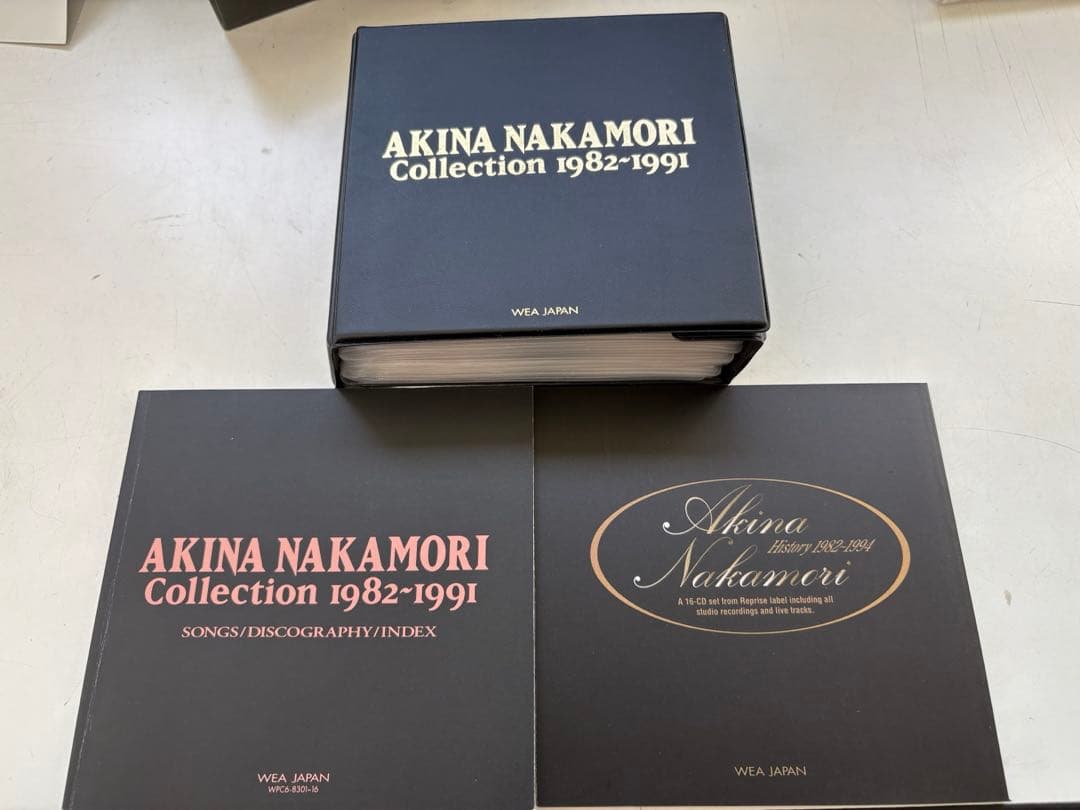 AKINA NAKAMORI
Collection 1982~1991
WEA JAPAN
AKINA NAKAMORI
Collection 1982~1991
SONGS/DISCOGRAPHY/INDEX
WEA JAPAN
WPC6-8301~16
Akina
History 1982-1994
Nakamori
A 16-CD set from Reprise label including all
studio recordings and live tracks.
WEA JAPAN